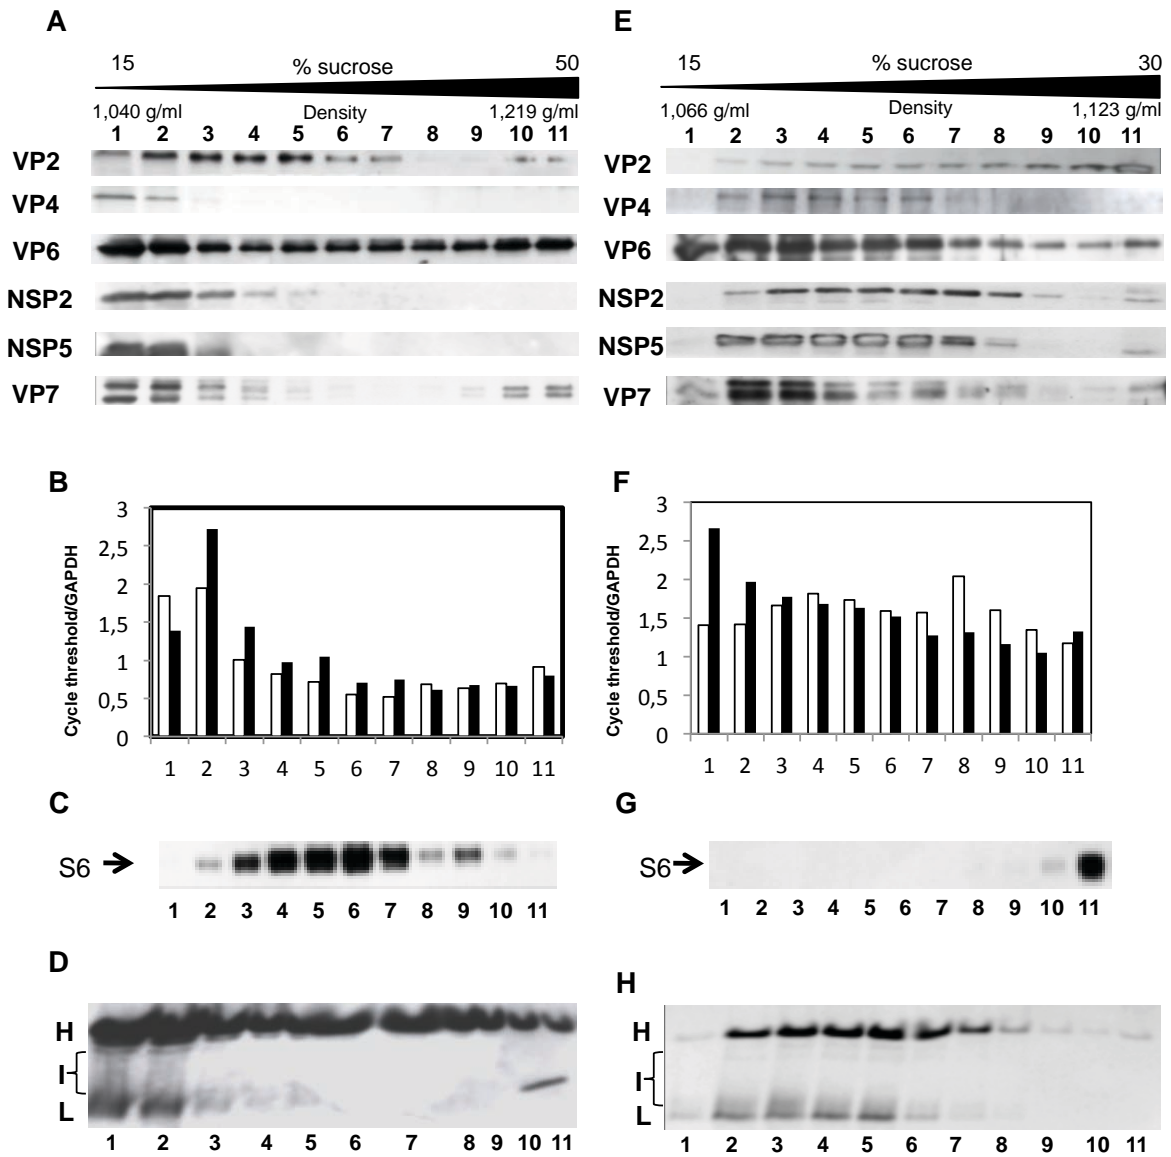 A
15 % sucrose 50
1,040 g/ml Density 1,219 g/ml
1 2 3 4 5 6 7 8 9 10 11
VP2
VP4
VP6
NSP2
NSP5
VP7
B
Cycle threshold/GAPDH
3
2,5
2
1,5
1
0,5
0
1 2 3 4 5 6 7 8 9 10 11
C
S6
1 2 3 4 5 6 7 8 9 10 11
D
H
I
L
1 2 3 4 5 6 7 8 9 10 11
E
15 % sucrose 30
1,066 g/ml Density 1,123 g/ml
1 2 3 4 5 6 7 8 9 10 11
VP2
VP4
VP6
NSP2
NSP5
VP7
F
Cycle threshold/GAPDH
3
2,5
2
1,5
1
0,5
0
1 2 3 4 5 6 7 8 9 10 11
G
S6
1 2 3 4 5 6 7 8 9 10 11
H
H
I
L
1 2 3 4 5 6 7 8 9 10 11